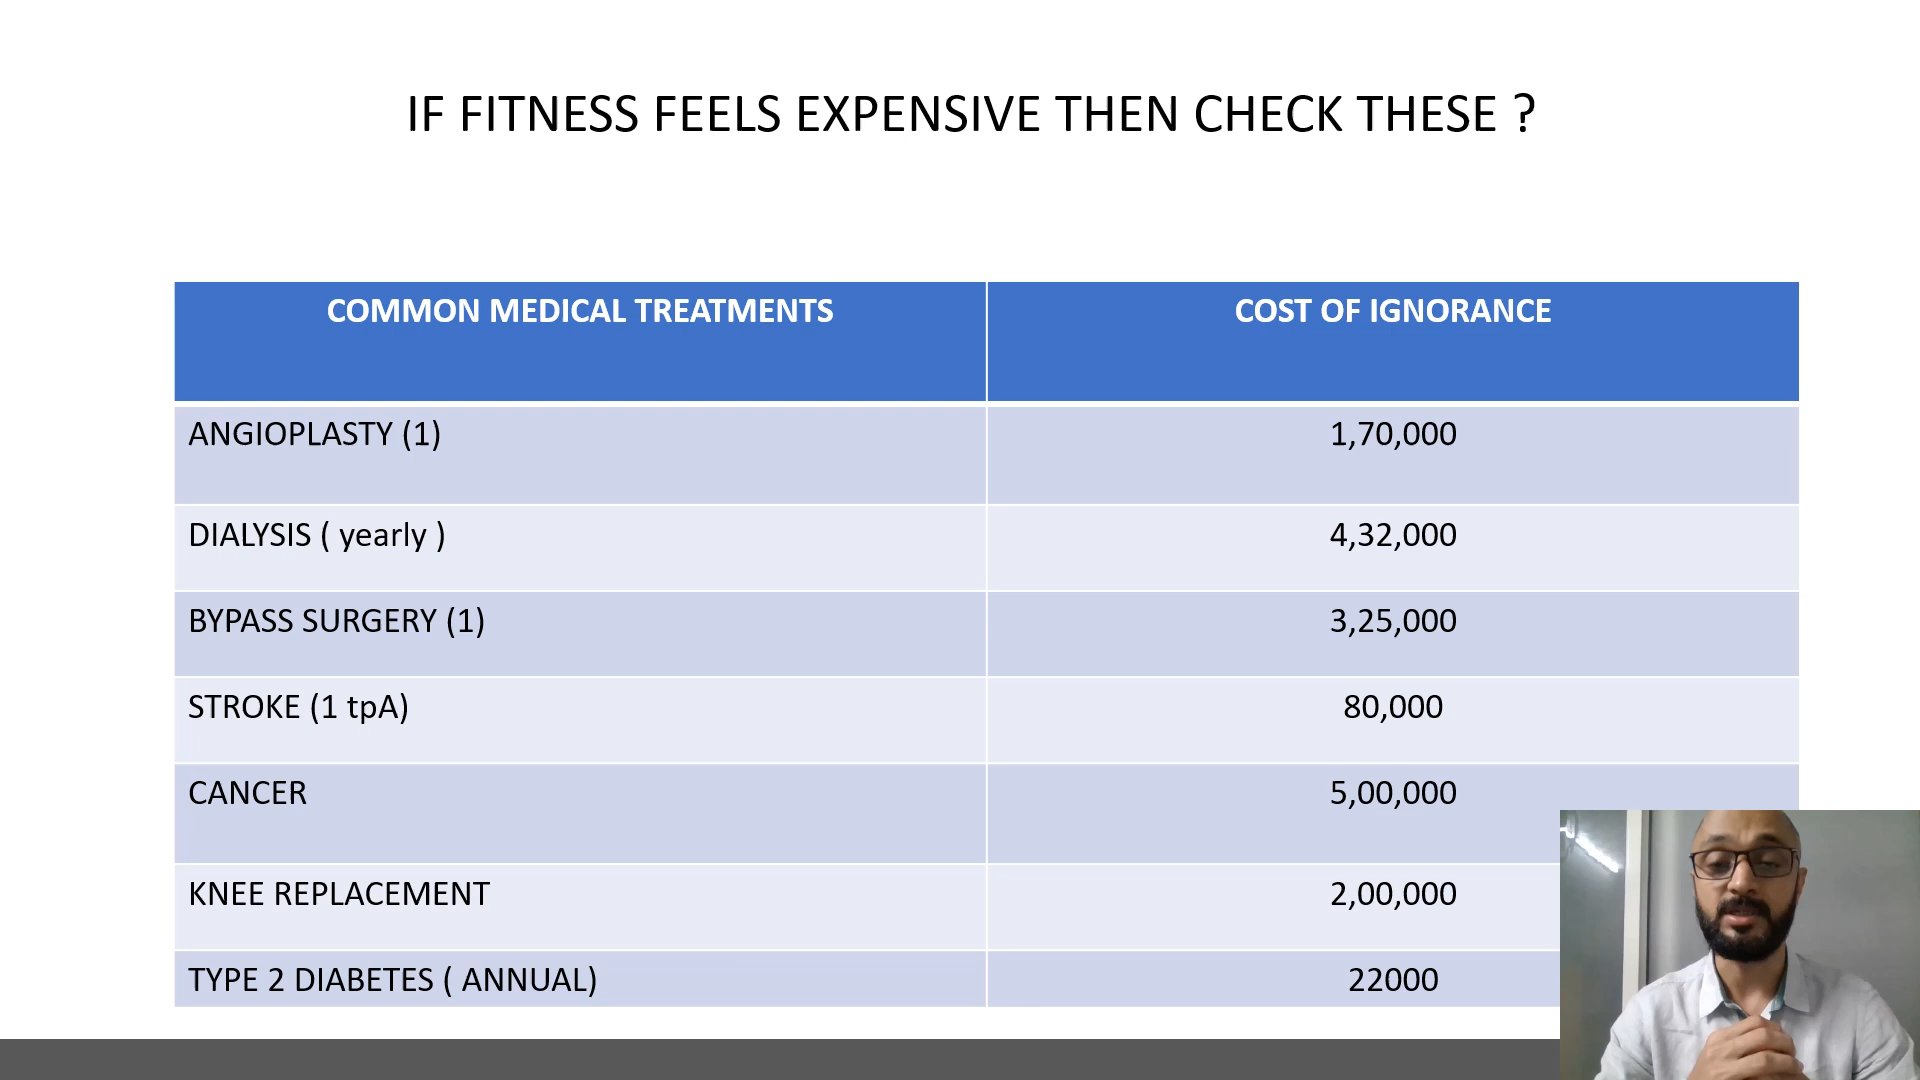 IF FITNESS FEELS EXPENSIVE THEN CHECK THESE ?
COMMON MEDICAL TREATMENTS COST OF IGNORANCE
ANGIOPLASTY (1) 1,70,000
DIALYSIS ( yearly ) 4,32,000
BYPASS SURGERY (1) 3,25,000
STROKE (1 tpA) 80,000
CANCER 5,00,000
KNEE REPLACEMENT 2,00,000
TYPE 2 DIABETES ( ANNUAL) 22000